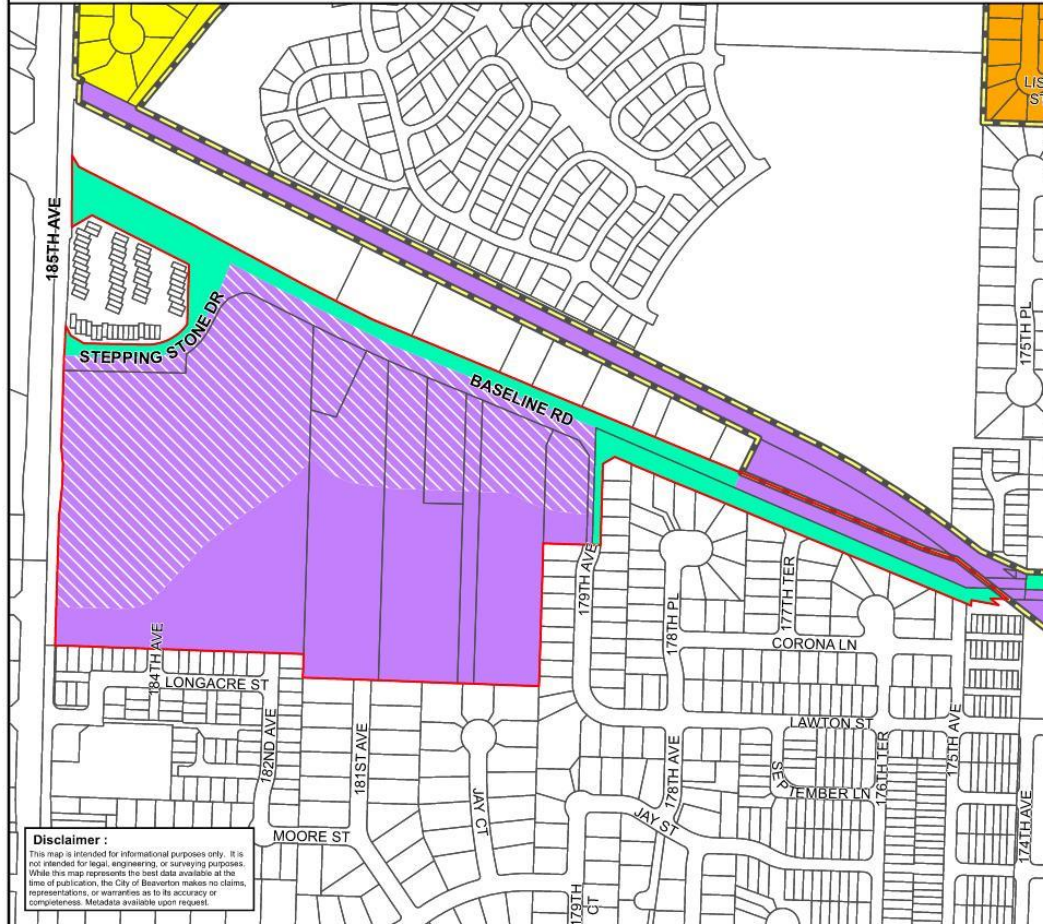 LIS
ST
185TH AVE
175TH PL
STEPPING STONE DR
BASELINE RD
179TH AVE
178TH PL
177TH TER
CORONA LN
184TH AVE
LONGACRE ST
182ND AVE
181ST AVE
LAWTON ST
178TH AVE
176TH TER
175TH AVE
174TH AVE
SEP
TEMBER LN
JAY CT
JAY ST
MOORE ST
179TH
CT
Disclaimer :
This map is intended for informational purposes only. It is
not intended for legal, engineering, or surveying purposes.
While this map represents the best data available at the
time of publication, the City of Beaverton makes no claims,
representations, or warranties as to its accuracy or
completeness. Metadata available upon request.